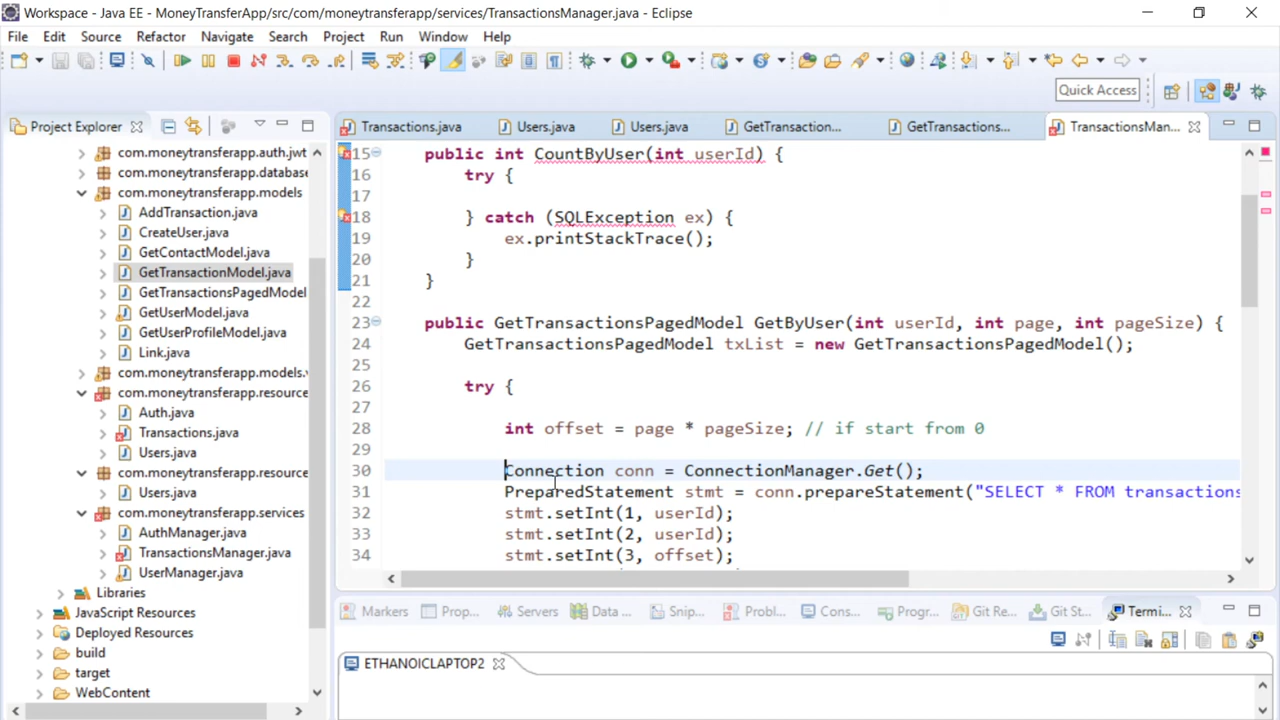 Workspace - Java EE - MoneyTransferApp/src/com/moneytransferapp/services/TransactionsManager.java - Eclipse
File Edit Source Refactor Navigate Search Project Run Window Help
Quick Access
Project Explorer
Transactions.java
Users.java
Users.java
GetTransaction...
GetTransactions...
TransactionsMan...
com.moneytransferapp.auth.jwt
com.moneytransferapp.database
com.moneytransferapp.models
AddTransaction.java
CreateUser.java
GetContactModel.java
GetTransactionModel.java
GetTransactionsPagedModel
GetUserModel.java
GetUserProfileModel.java
Link.java
com.moneytransferapp.models.
com.moneytransferapp.resource
Auth.java
Transactions.java
Users.java
com.moneytransferapp.resource
Users.java
com.moneytransferapp.services
AuthManager.java
TransactionsManager.java
UserManager.java
Libraries
JavaScript Resources
Deployed Resources
build
target
WebContent
15 public int CountByUser(int userId) {
16 try {
17
18 } catch (SQLException ex) {
19 ex.printStackTrace();
20 }
21 }
22
23 public GetTransactionsPagedModel GetByUser(int userId, int page, int pageSize) {
24 GetTransactionsPagedModel txList = new GetTransactionsPagedModel();
25
26 try {
27
28 int offset = page * pageSize; // if start from 0
29
30 Connection conn = ConnectionManager.Get();
31 PreparedStatement stmt = conn.prepareStatement("SELECT * FROM transactions
32 stmt.setInt(1, userId);
33 stmt.setInt(2, userId);
34 stmt.setInt(3, offset);
Markers
Prop...
Servers
Data ...
Snip...
Probl...
Cons...
Progr...
Git Re...
Git St...
Termi...
ETHANOICLAPTOP2